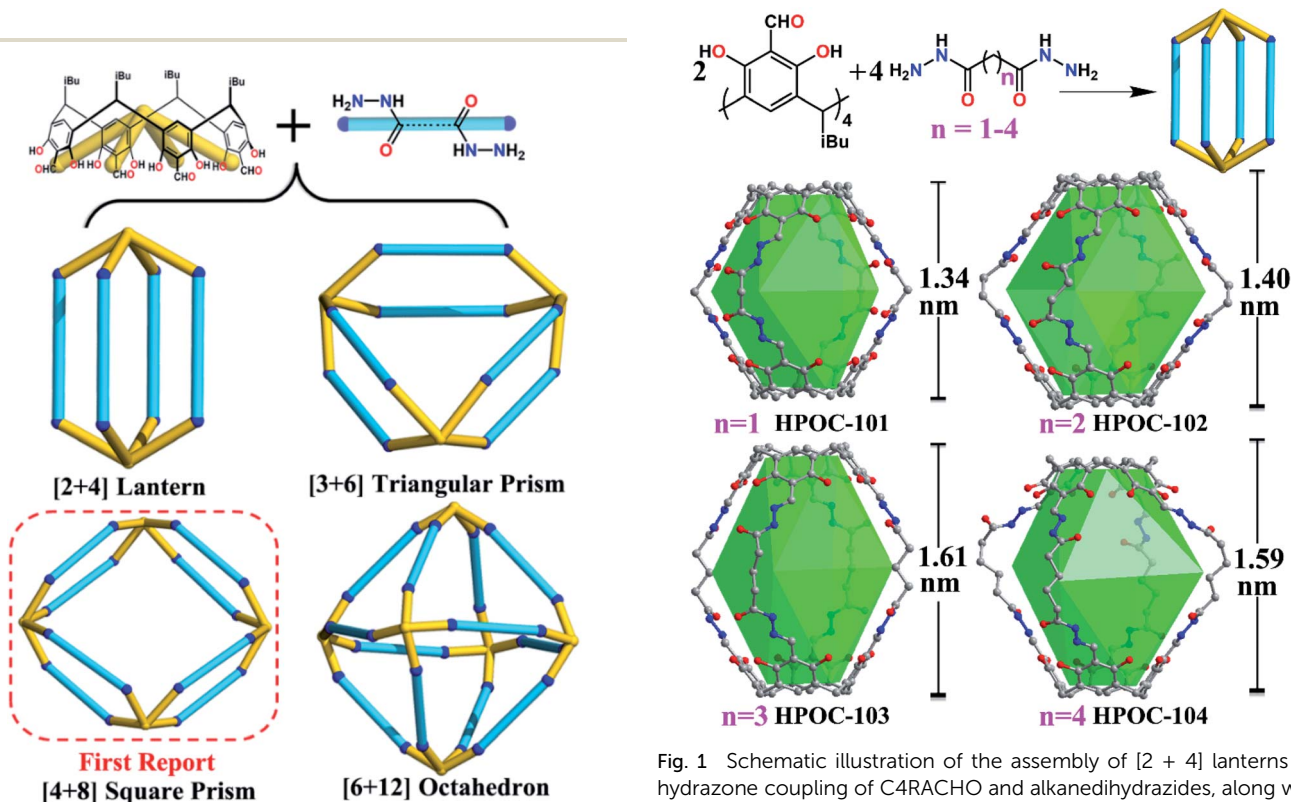 iBu
iBu
iBu
iBu
HO
CHO
HO
OH
CHO
HO
OH
HO
CHO
OH
OH
CHO
+
H₂N–NH
O
O
HN–NH₂
[2+4] Lantern
[3+6] Triangular Prism
First Report
[4+8] Square Prism
[6+12] Octahedron
CHO
HO
OH
2
4
iBu
+4
H₂N
H
N
n
O
O
H
N
NH₂
n = 1-4
1.34
nm
1.40
nm
n=1 HPOC-101
n=2 HPOC-102
1.61
nm
1.59
nm
n=3 HPOC-103
n=4 HPOC-104
Fig. 1 Schematic illustration of the assembly of [2 + 4] lanterns
hydrazone coupling of C4RACHO and alkanedihydrazides, along w